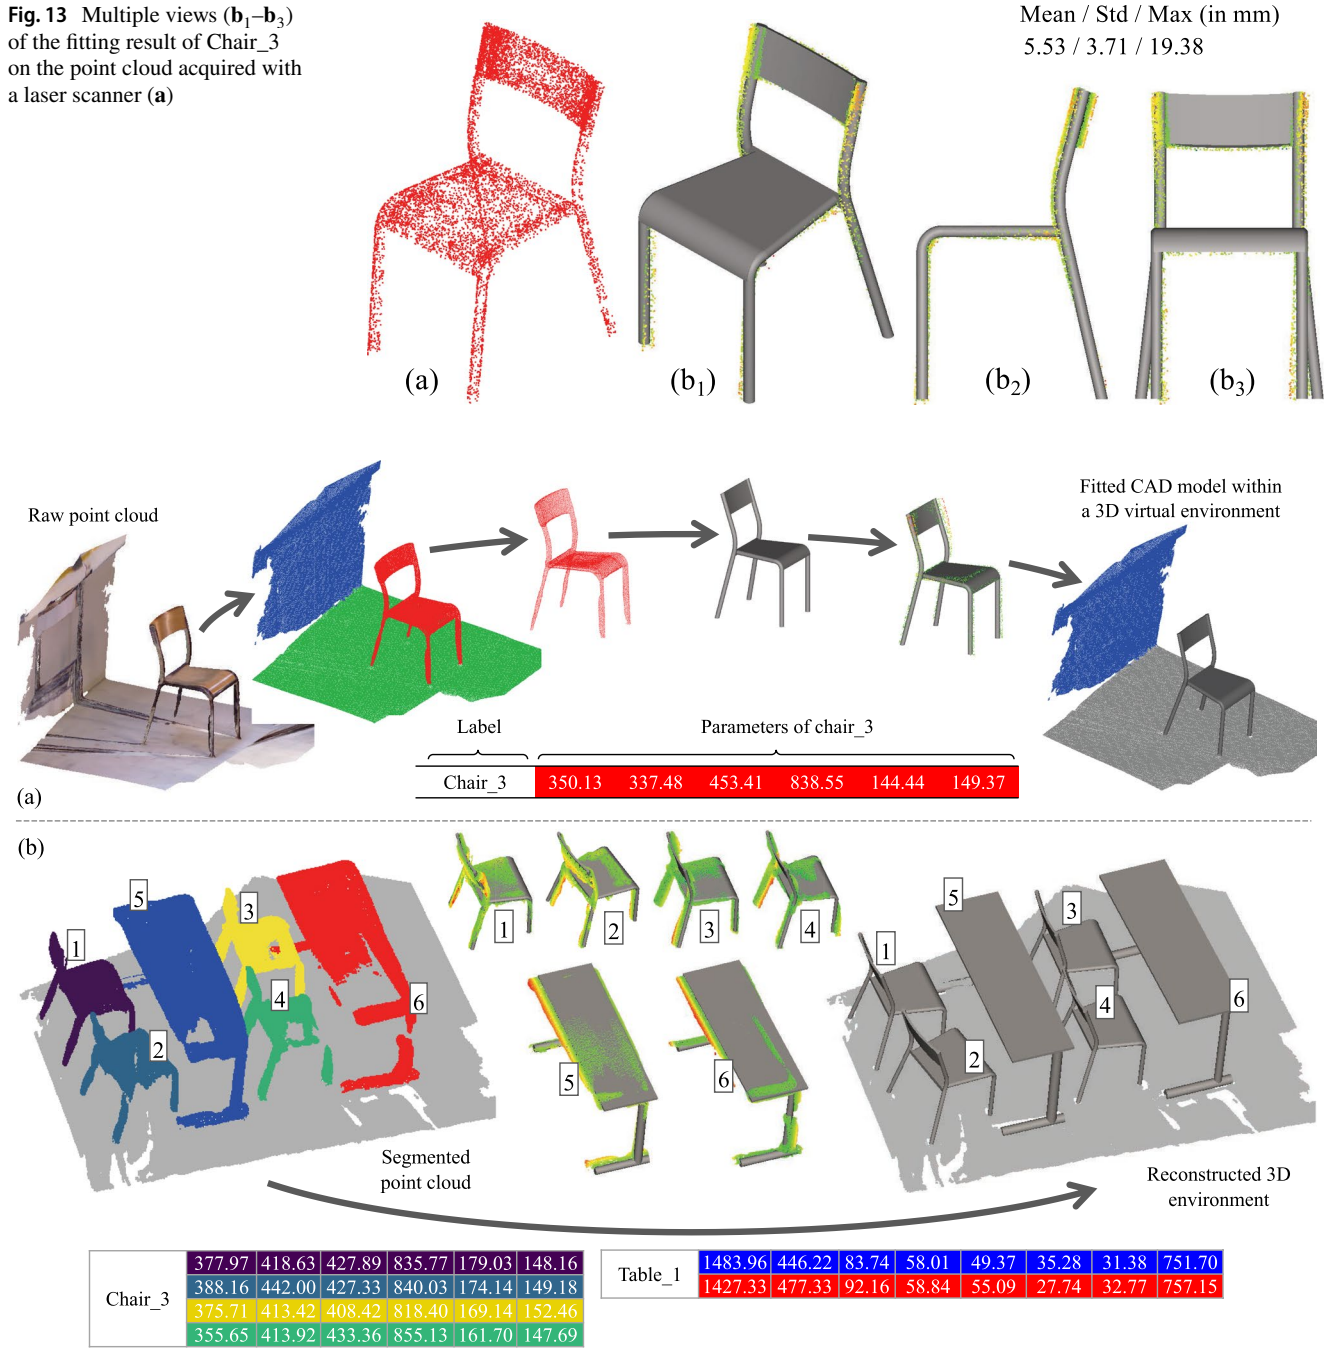 Fig. 13 Multiple views (b1–b3)
of the fitting result of Chair_3
on the point cloud acquired with
a laser scanner (a)
Mean / Std / Max (in mm)
5.53 / 3.71 / 19.38
(a)
(b1)
(b2)
(b3)
Raw point cloud
Fitted CAD model within
a 3D virtual environment
Label
Parameters of chair_3
Chair_3 350.13 337.48 453.41 838.55 144.44 149.37
(a)
(b)
1
2
3
4
5
6
1
2
3
4
5
6
1
2
3
4
5
6
Segmented
point cloud
Reconstructed 3D
environment
Chair_3
377.97 418.63 427.89 835.77 179.03 148.16
388.16 442.00 427.33 840.03 174.14 149.18
375.71 413.42 408.42 818.40 169.14 152.46
355.65 413.92 433.36 855.13 161.70 147.69
Table_1
1483.96 446.22 83.74 58.01 49.37 35.28 31.38 751.70
1427.33 477.33 92.16 58.84 55.09 27.74 32.77 757.15